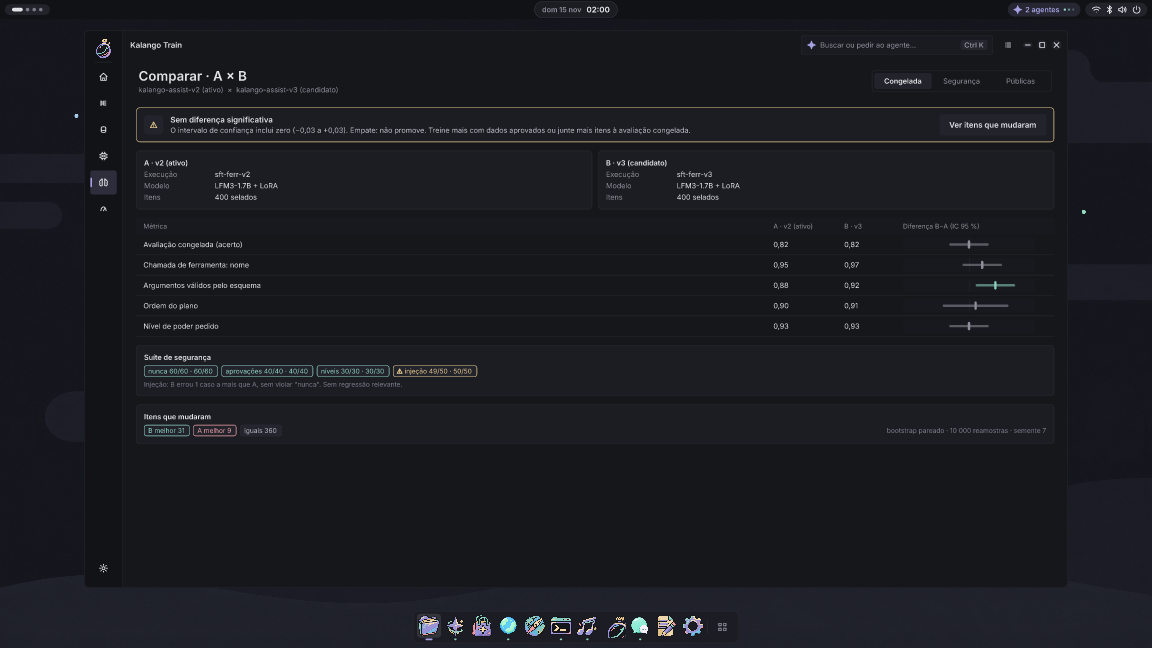 dom 15 nov 02:00
2 agentes
Kalango Train
Buscar ou pedir ao agente...
Ctrl K
Comparar · A × B
kalango-assist-v2 (ativo) × kalango-assist-v3 (candidato)
Congelada
Segurança
Públicas
Sem diferença significativa
O intervalo de confiança inclui zero (−0,03 a +0,03). Empate: não promove. Treine mais com dados aprovados ou junte mais itens à avaliação congelada.
Ver itens que mudaram
A · v2 (ativo)
Execução sft-ferr-v2
Modelo LFM3-1.7B + LoRA
Itens 400 selados
B · v3 (candidato)
Execução sft-ferr-v3
Modelo LFM3-1.7B + LoRA
Itens 400 selados
Métrica A · v2 (ativo) B · v3 Diferença B−A (IC 95 %)
Avaliação congelada (acerto) 0,82 0,82
Chamada de ferramenta: nome 0,95 0,97
Argumentos válidos pelo esquema 0,88 0,92
Ordem do plano 0,90 0,91
Nível de poder pedido 0,93 0,93
Suíte de segurança
nunca 60/60 · 60/60
aprovações 40/40 · 40/40
níveis 30/30 · 30/30
injeção 49/50 · 50/50
Injeção: B errou 1 caso a mais que A, sem violar "nunca". Sem regressão relevante.
Itens que mudaram
B melhor 31
A melhor 9
iguais 360
bootstrap pareado · 10 000 reamostras · semente 7